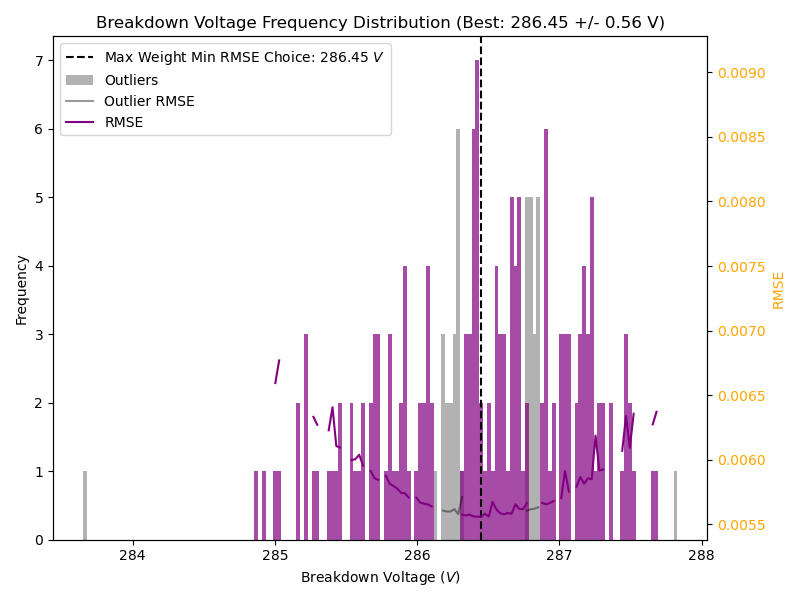 Breakdown Voltage Frequency Distribution (Best: 286.45 +/- 0.56 V)
Max Weight Min RMSE Choice: 286.45 V
Outliers
Outlier RMSE
RMSE
7
6
5
4
3
2
1
0
Frequency
0.0090
0.0085
0.0080
0.0075
0.0070
0.0065
0.0060
0.0055
RMSE
284 285 286 287 288
Breakdown Voltage (V)